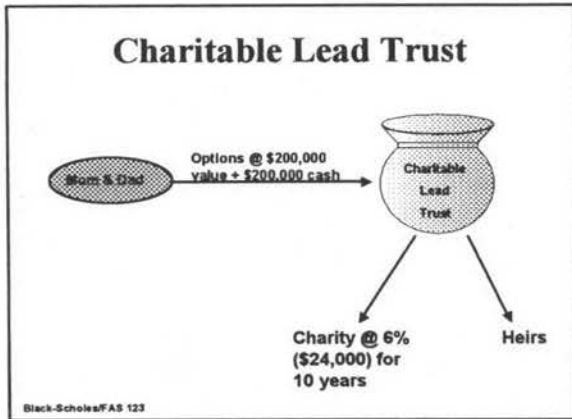 Charitable Lead Trust
Options @ $200,000
value + $200,000 cash
Mom & Dad
Charitable
Lead
Trust
Charity @ 6%
($24,000) for
10 years
Heirs
Black-Scholes/FAS 123